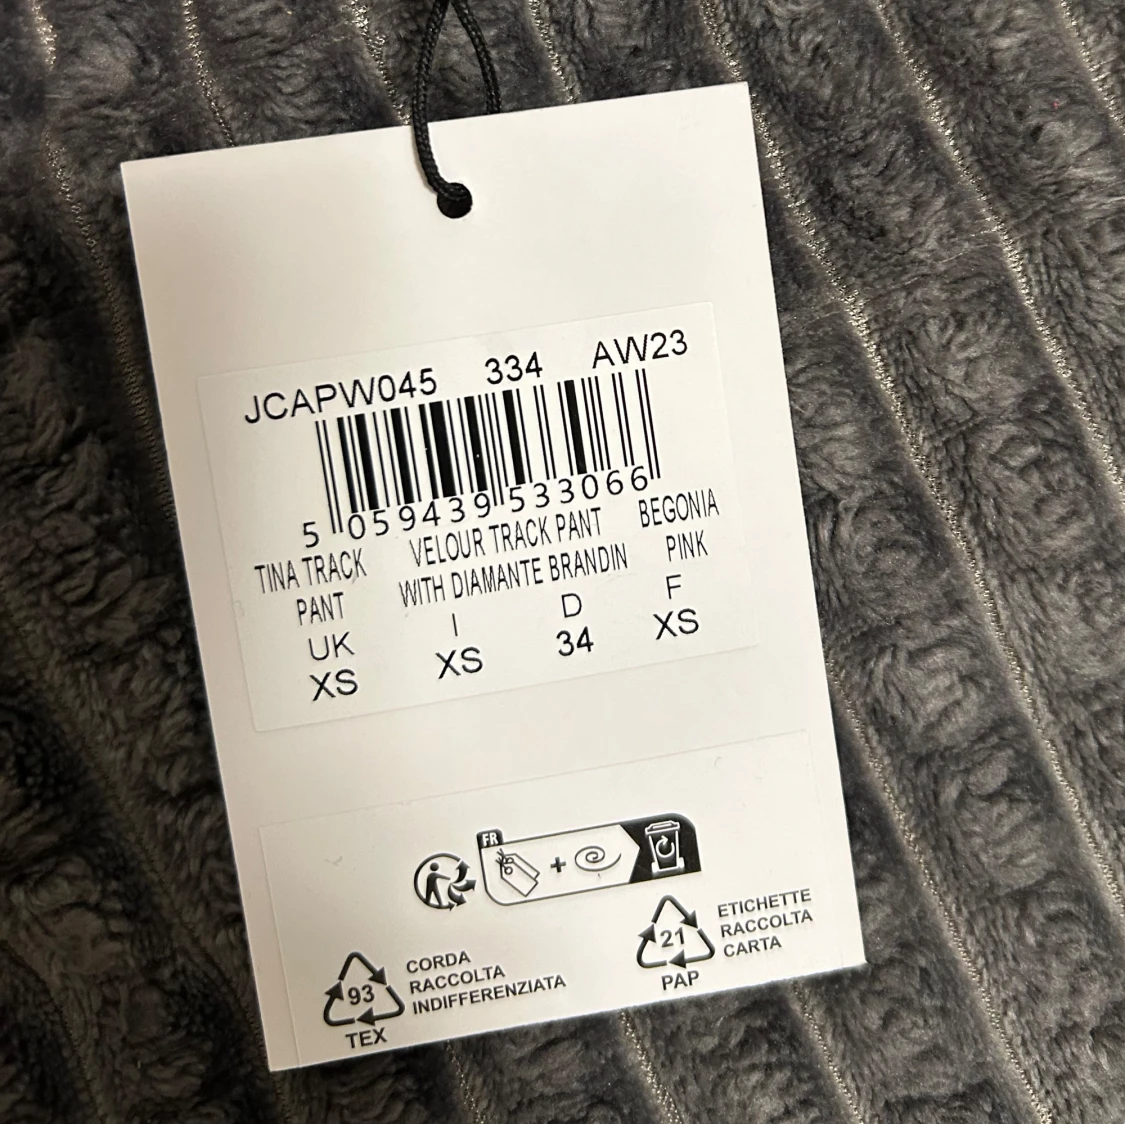 JCAPW045 334 AW23
5 059439 533066
TINA TRACK PANT
VELOUR TRACK PANT WITH DIAMANTE BRANDIN
BEGONIA PINK
UK I D F
XS XS 34 XS
FR
+
93
TEX
CORDA
RACCOLTA
INDIFFERENZIATA
21
PAP
ETICHETTE
RACCOLTA
CARTA